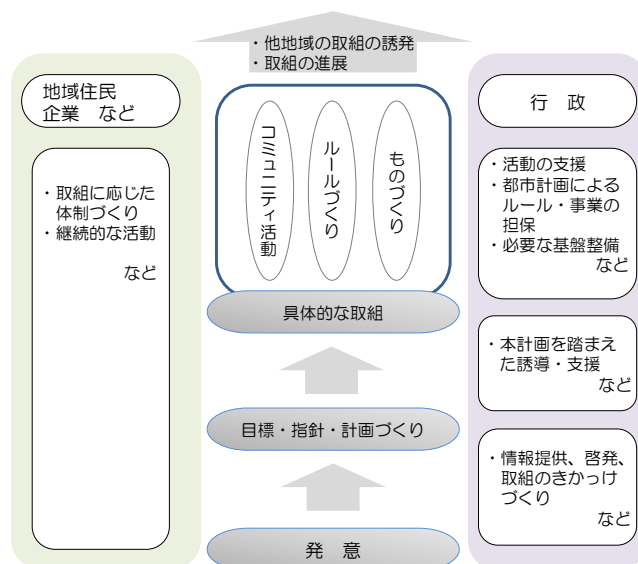 ・他地域の取組の誘発
・取組の進展
地域住民
企業　など
・取組に応じた
体制づくり
・継続的な活動
など
コミュニティ活動
ルールづくり
ものづくり
具体的な取組
目標・指針・計画づくり
発　意
行　政
・活動の支援
・都市計画による
ルール・事業の
担保
・必要な基盤整備
など
・本計画を踏まえ
た誘導・支援
など
・情報提供、啓発、
取組のきかっけ
づくり
など